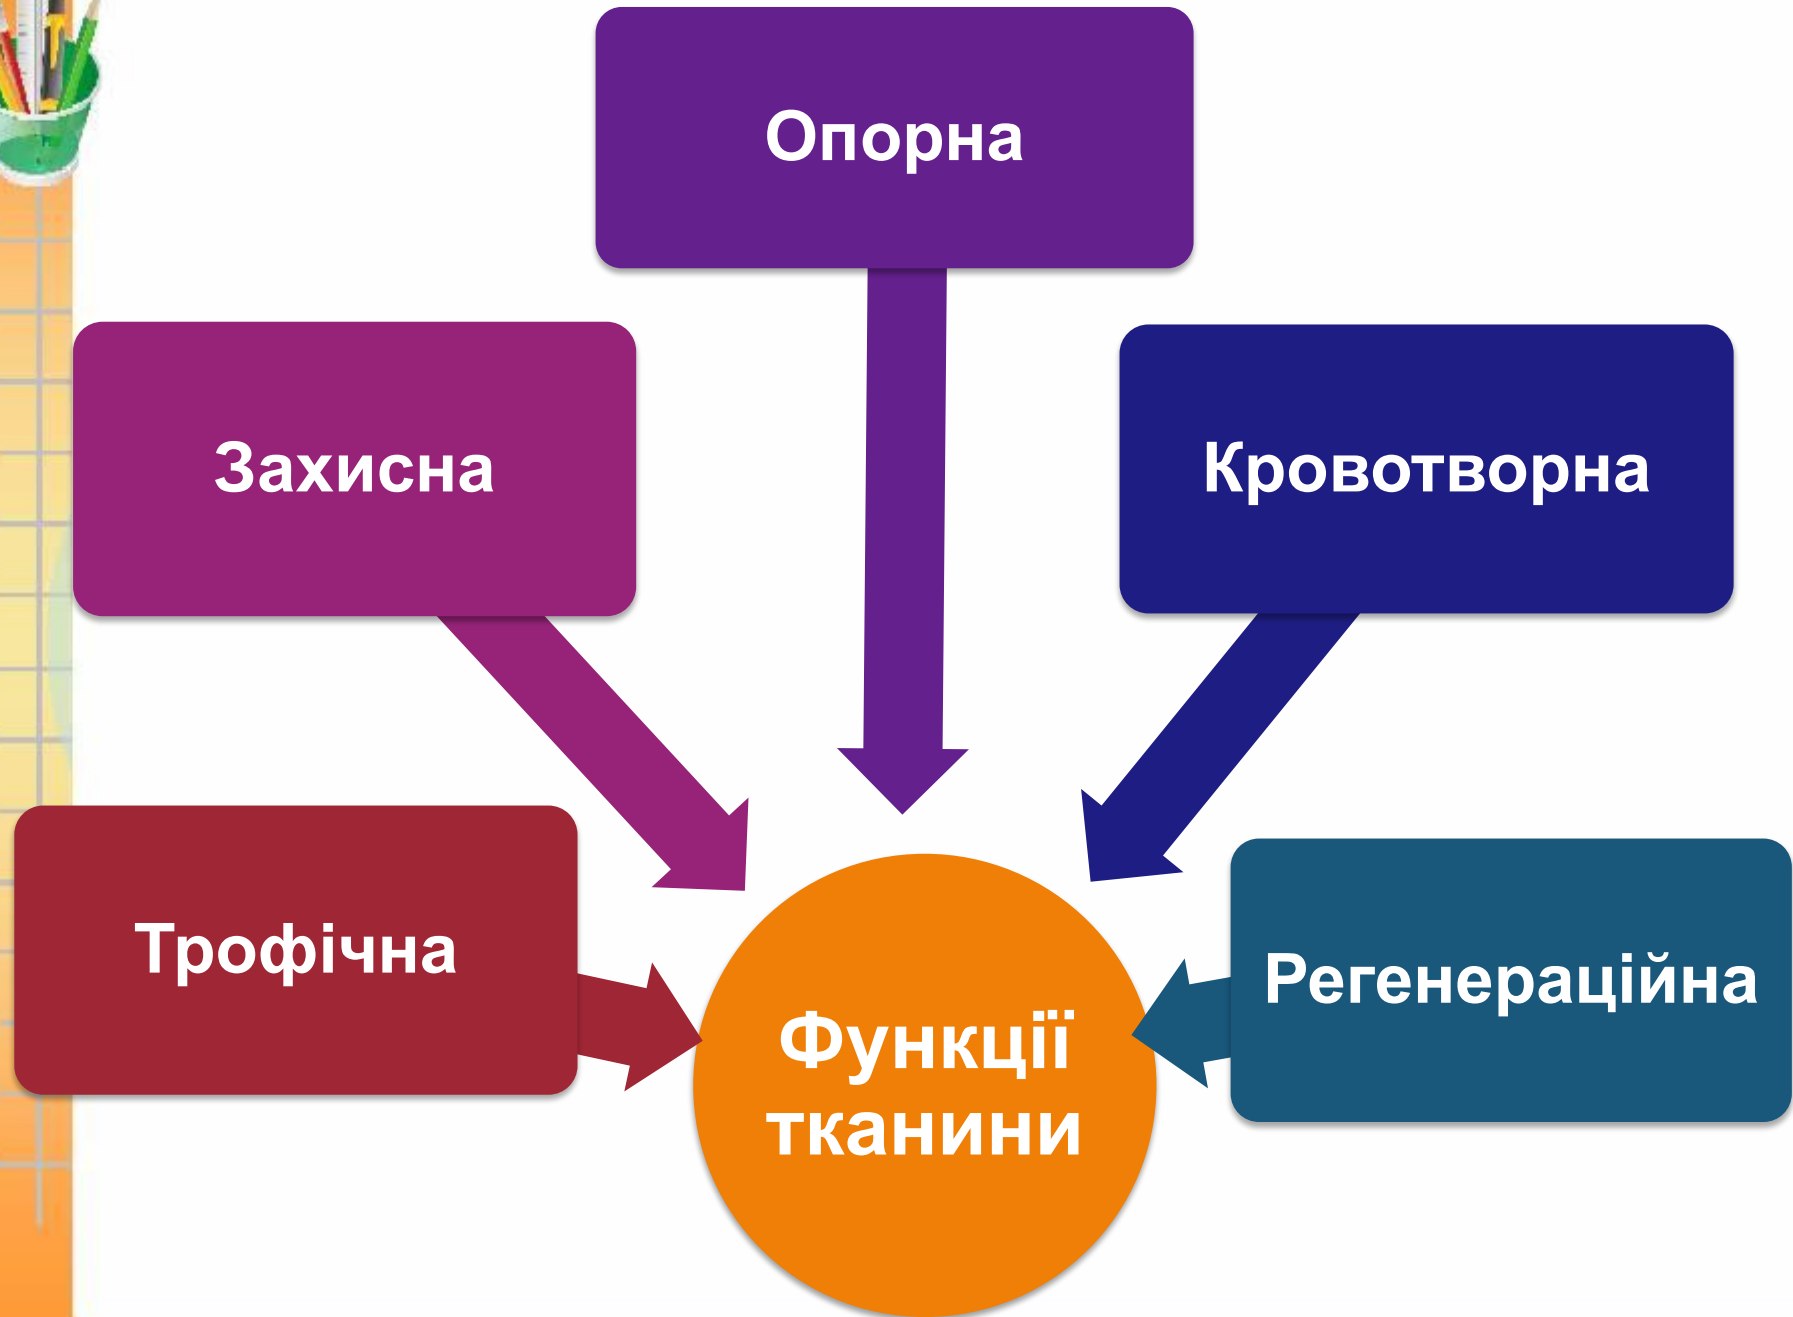 Опорна
Захисна
Кровотворна
Трофічна
Регенераційна
Функції
тканини